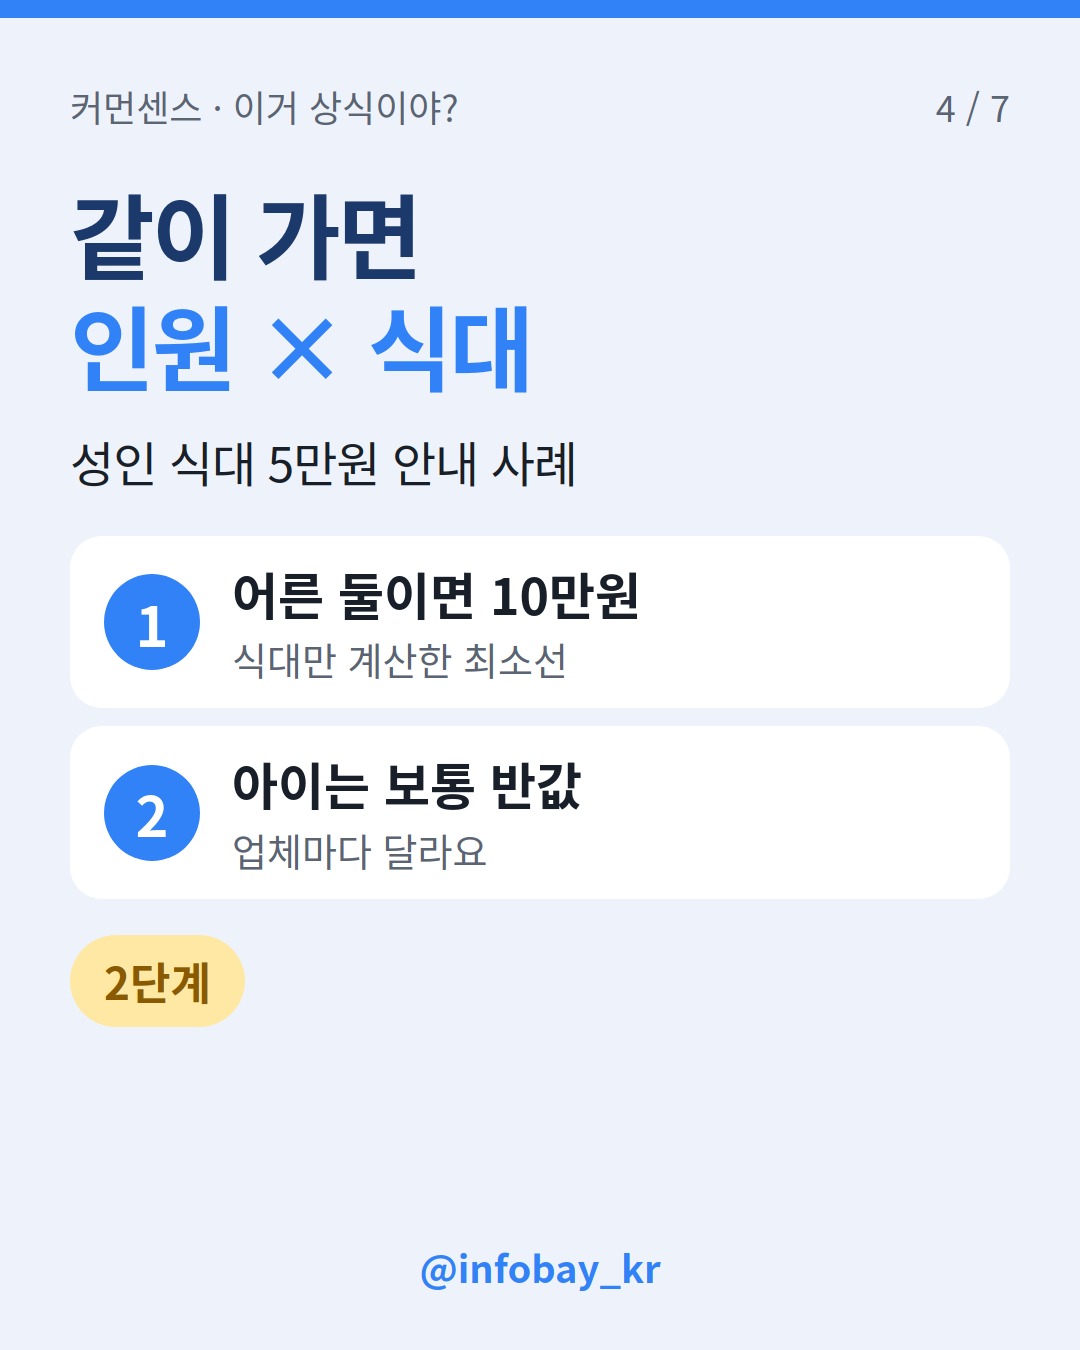 커먼센스 · 이거 상식이야?
4 / 7
같이 가면
인원 × 식대
성인 식대 5만원 안내 사례
1
어른 둘이면 10만원
식대만 계산한 최소선
2
아이는 보통 반값
업체마다 달라요
2단계
@infobay_kr